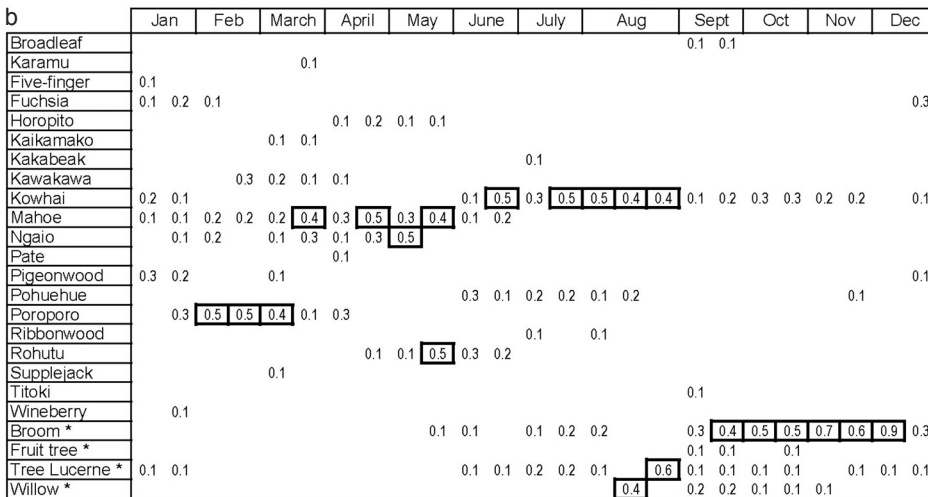 b
Jan Feb March April May June July Aug Sept Oct Nov Dec
Broadleaf 0.1 0.1
Karamu 0.1
Five-finger 0.1
Fuchsia 0.1 0.2 0.1 0.3
Horopito 0.1 0.2 0.1 0.1
Kaikamako 0.1 0.1
Kakabeak 0.1
Kawakawa 0.3 0.2 0.1 0.1
Kowhai 0.2 0.1 0.1 0.5 0.3 0.5 0.5 0.4 0.4 0.1 0.2 0.3 0.3 0.2 0.2 0.1
Mahoe 0.1 0.1 0.2 0.2 0.2 0.4 0.3 0.5 0.3 0.4 0.1 0.2
Ngaio 0.1 0.2 0.1 0.3 0.1 0.3 0.5
Pate 0.1
Pigeonwood 0.3 0.2 0.1 0.1
Pohuehue 0.3 0.1 0.2 0.2 0.1 0.2 0.1
Poroporo 0.3 0.5 0.5 0.4 0.1 0.3
Ribbonwood 0.1 0.1
Rohutu 0.1 0.1 0.5 0.3 0.2
Supplejack 0.1
Titoki 0.1
Wineberry 0.1
Broom * 0.1 0.1 0.1 0.2 0.2 0.3 0.4 0.5 0.5 0.7 0.6 0.9 0.3
Fruit tree * 0.1 0.1 0.1
Tree Lucerne * 0.1 0.1 0.1 0.1 0.2 0.2 0.1 0.6 0.1 0.1 0.1 0.1 0.1 0.1 0.1
Willow * 0.4 0.2 0.2 0.1 0.1 0.1